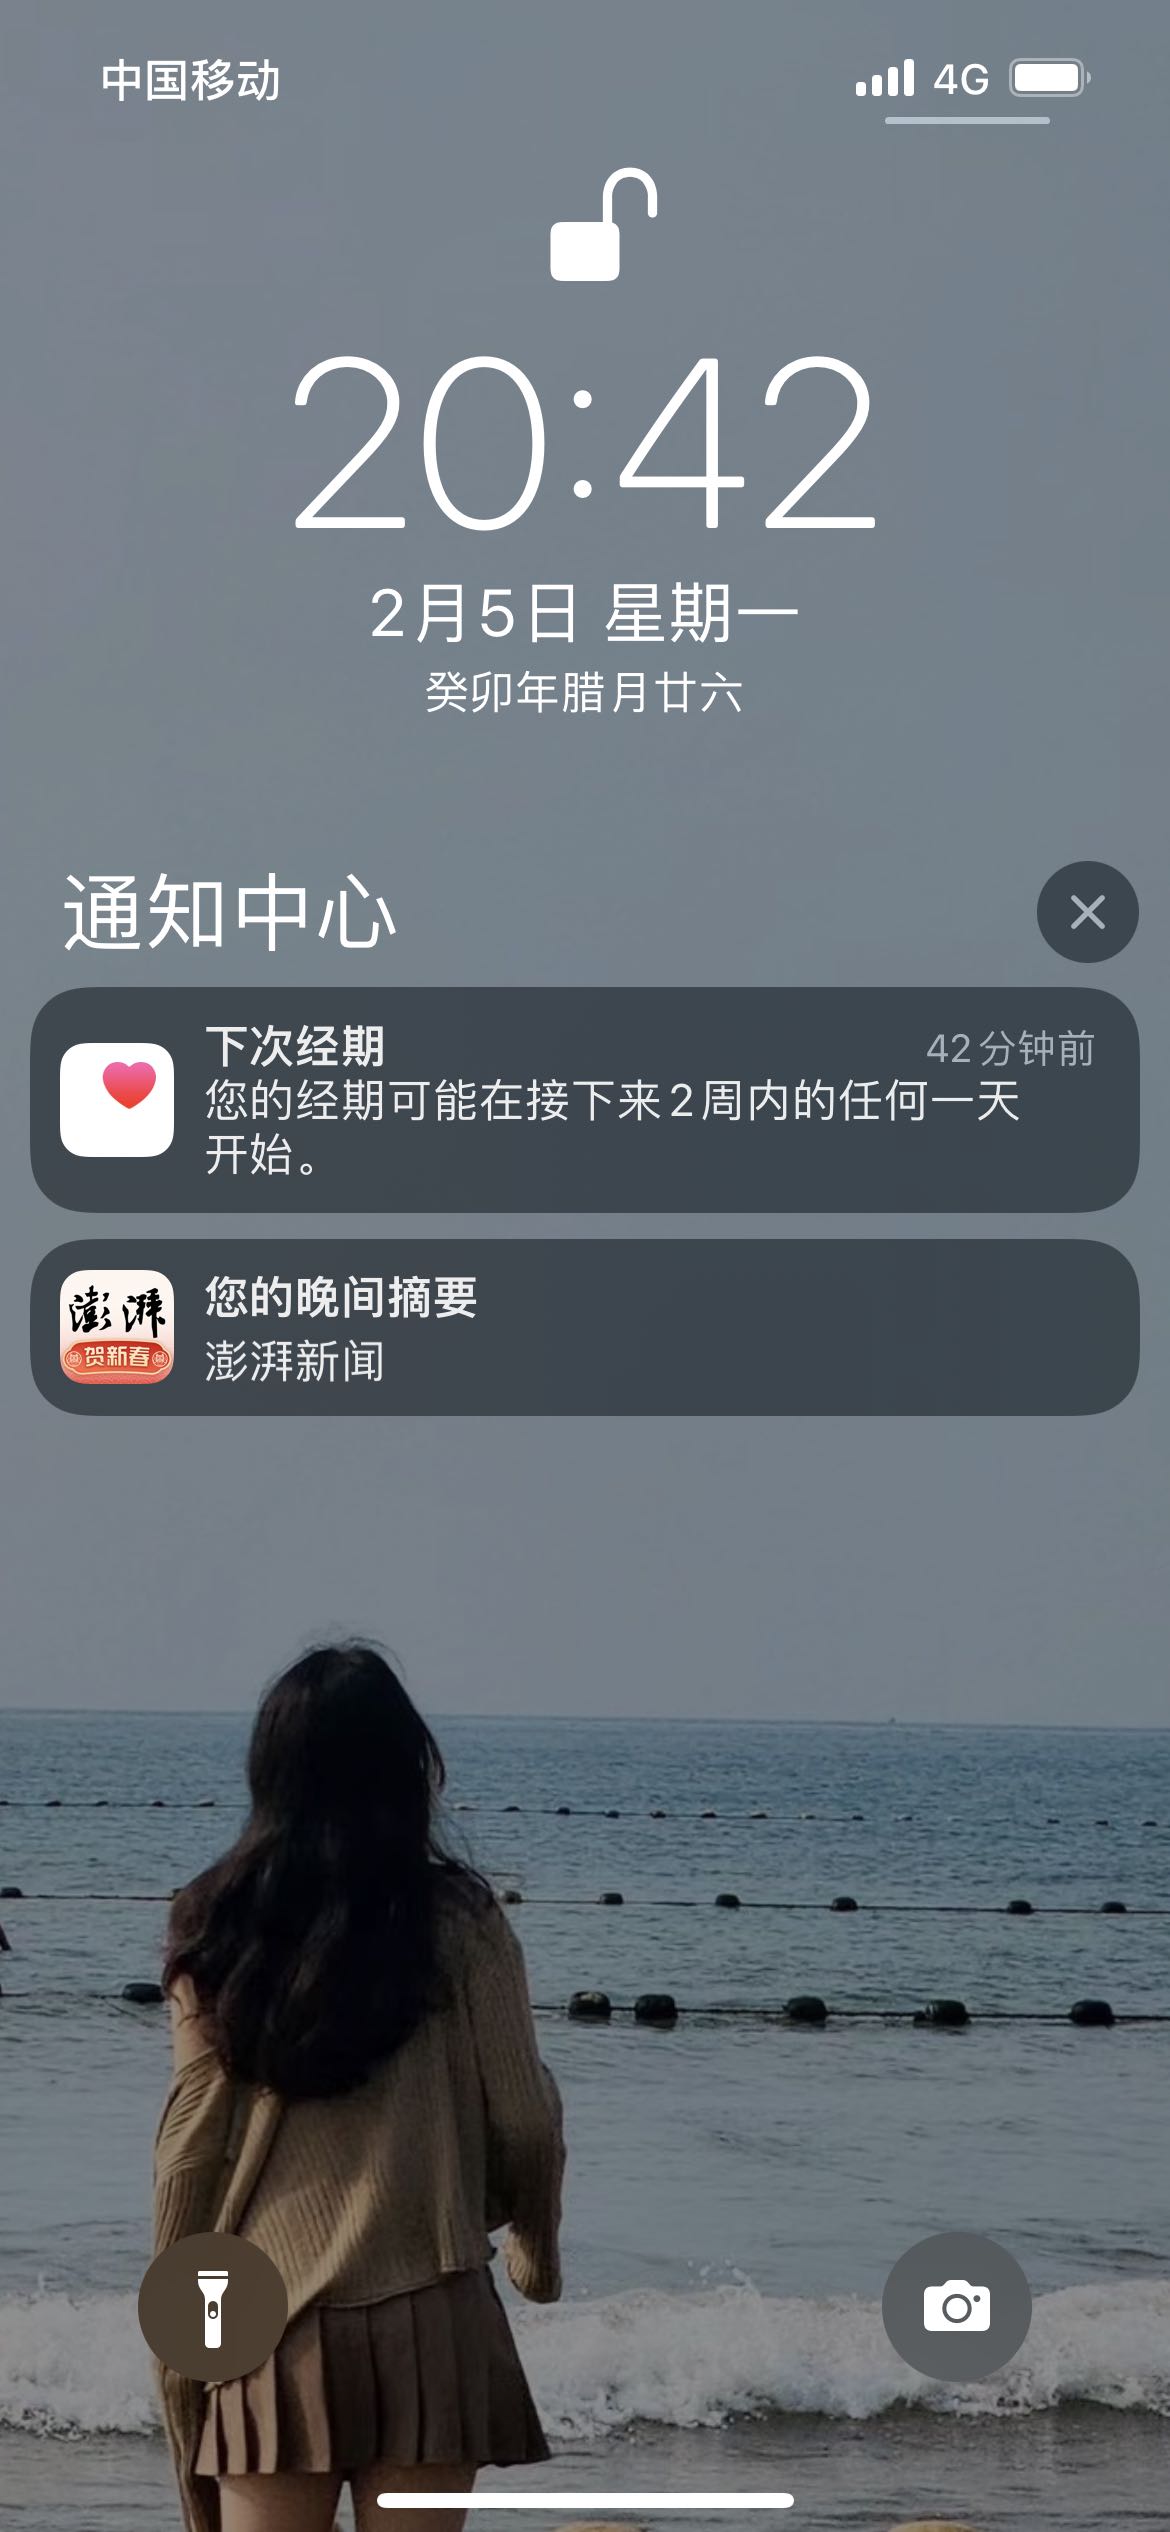 中国移动 4G
20:42
2月5日 星期一
癸卯年腊月廿六
通知中心
下次经期 42分钟前
您的经期可能在接下来2周内的任何一天
开始。
澎湃
贺新春
您的晚间摘要
澎湃新闻